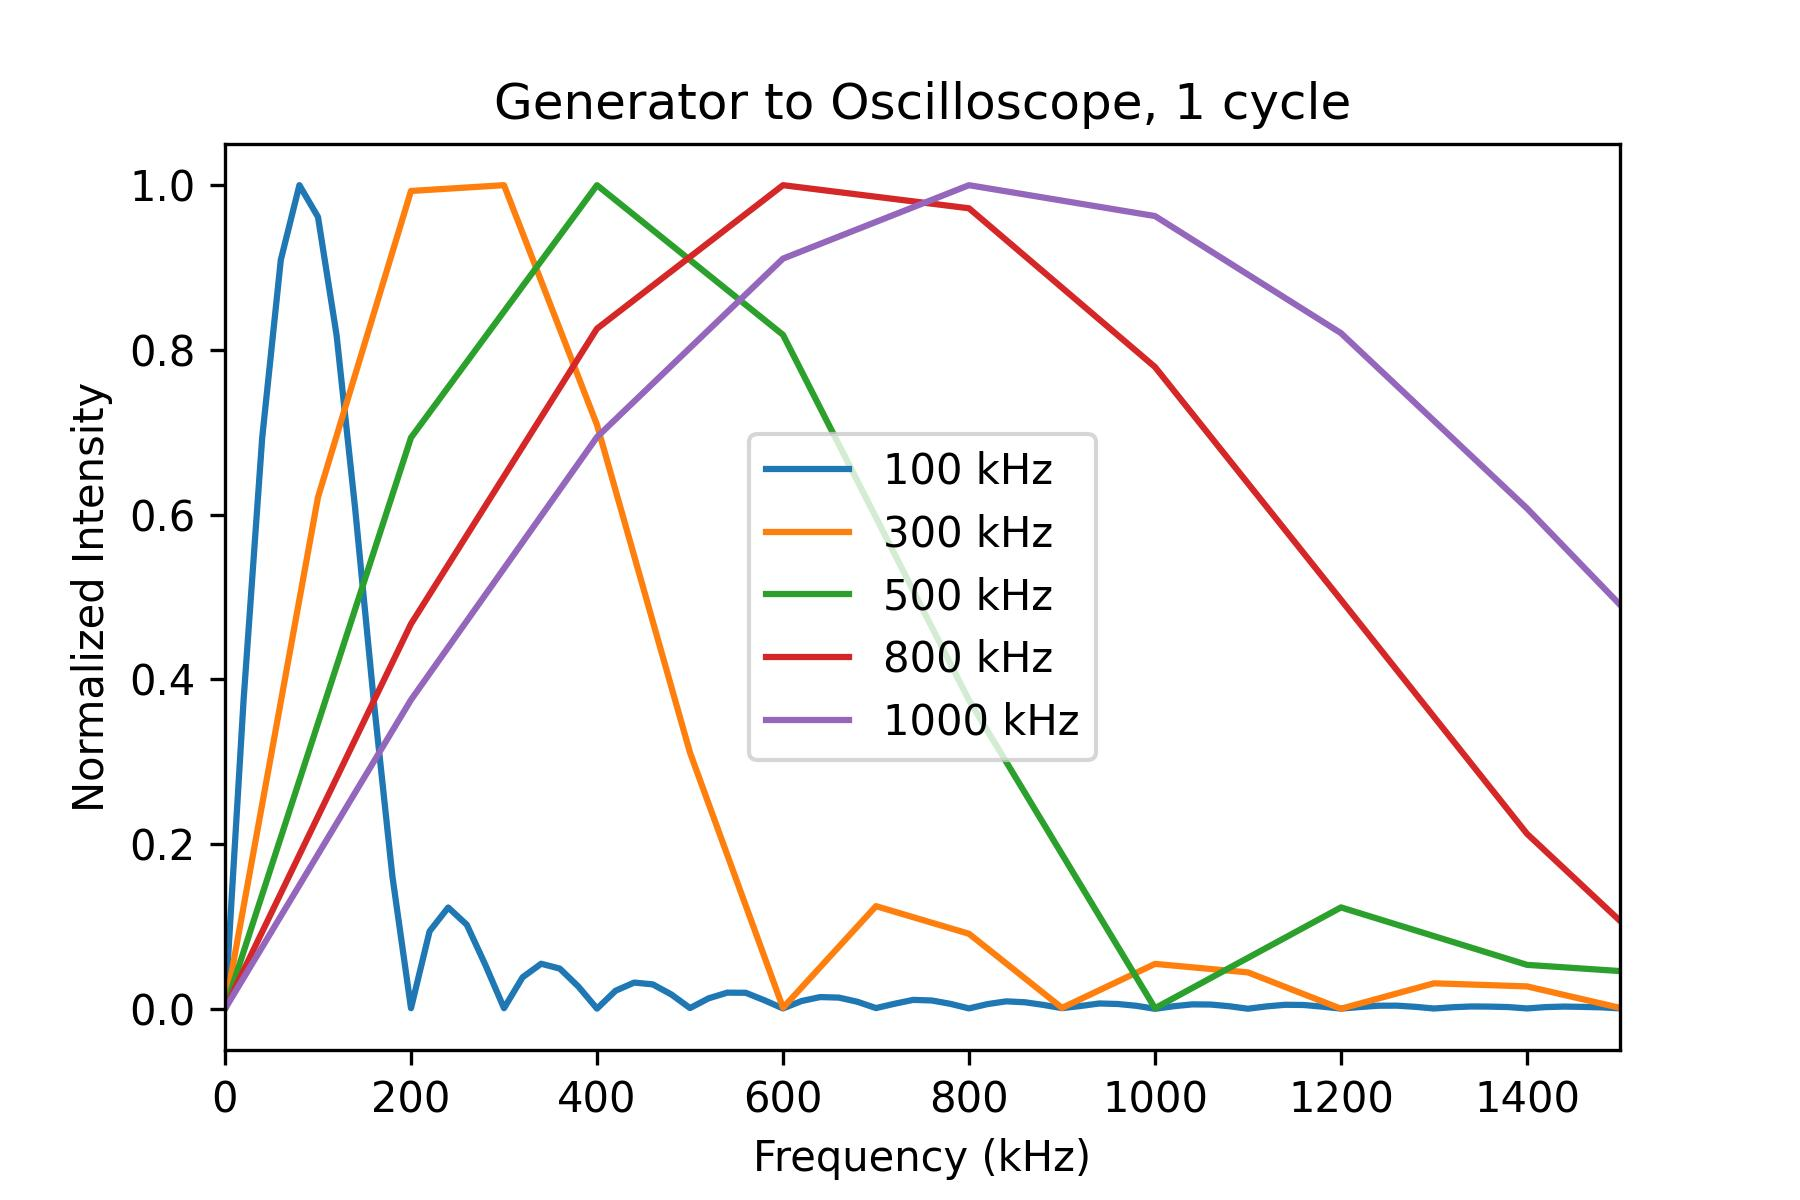 Generator to Oscilloscope, 1 cycle
1.0
0.8
0.6
0.4
0.2
0.0
Normalized Intensity
100 kHz
300 kHz
500 kHz
800 kHz
1000 kHz
0 200 400 600 800 1000 1200 1400
Frequency (kHz)